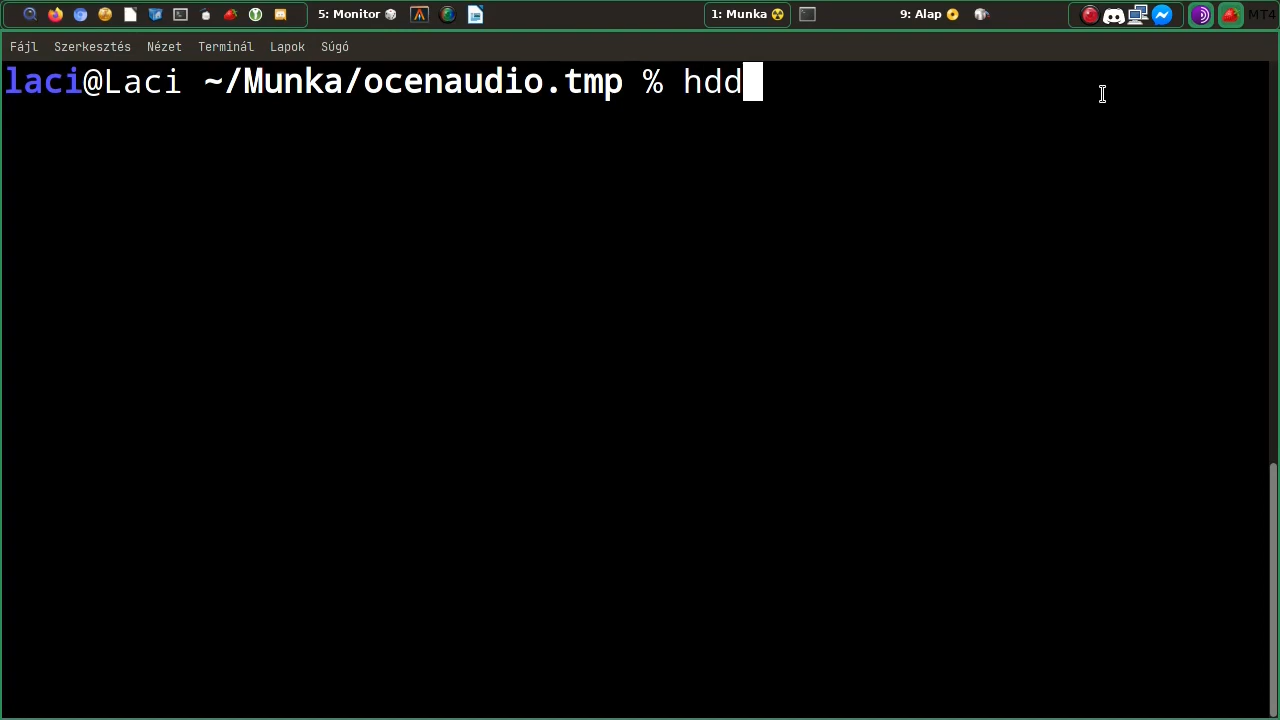 5: Monitor 1: Munka 9: Alap MT4
Fájl Szerkesztés Nézet Terminál Lapok Súgó
laci@Laci ~/Munka/ocenaudio.tmp % hdd